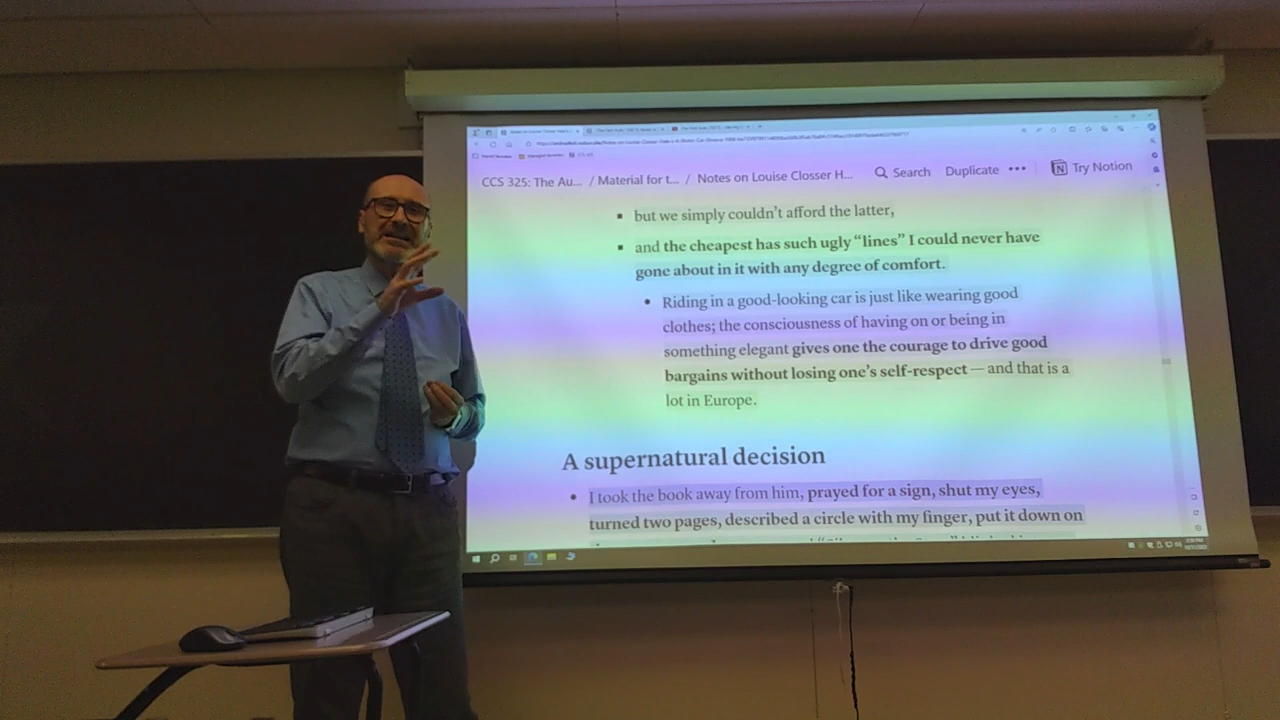 CCS 325: The Au... / Material for t... / Notes on Louise Closser H... Search Duplicate ••• Try Notion
▪ but we simply couldn’t afford the latter,
▪ and the cheapest has such ugly “lines” I could never have
gone about in it with any degree of comfort.
• Riding in a good-looking car is just like wearing good
clothes; the consciousness of having on or being in
something elegant gives one the courage to drive good
bargains without losing one’s self-respect — and that is a
lot in Europe.
A supernatural decision
• I took the book away from him, prayed for a sign, shut my eyes,
turned two pages, described a circle with my finger, put it down on